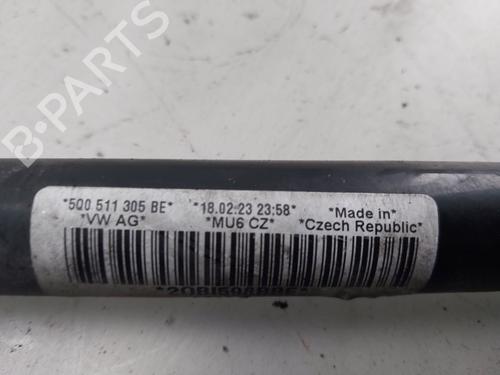 B-PARTS
*5Q0 511 305 BE* *18.02.23 23:58* *Made in*
*VW AG* *MU6 CZ* *Czech Republic*